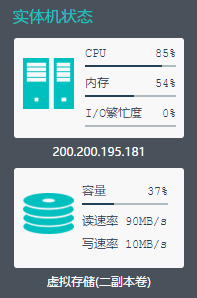 实体机状态
CPU 85%
内存 54%
I/O繁忙度 0%
200.200.195.181
容量 37%
读速率 90MB/s
写速率 10MB/s
虚拟存储(二副本卷)